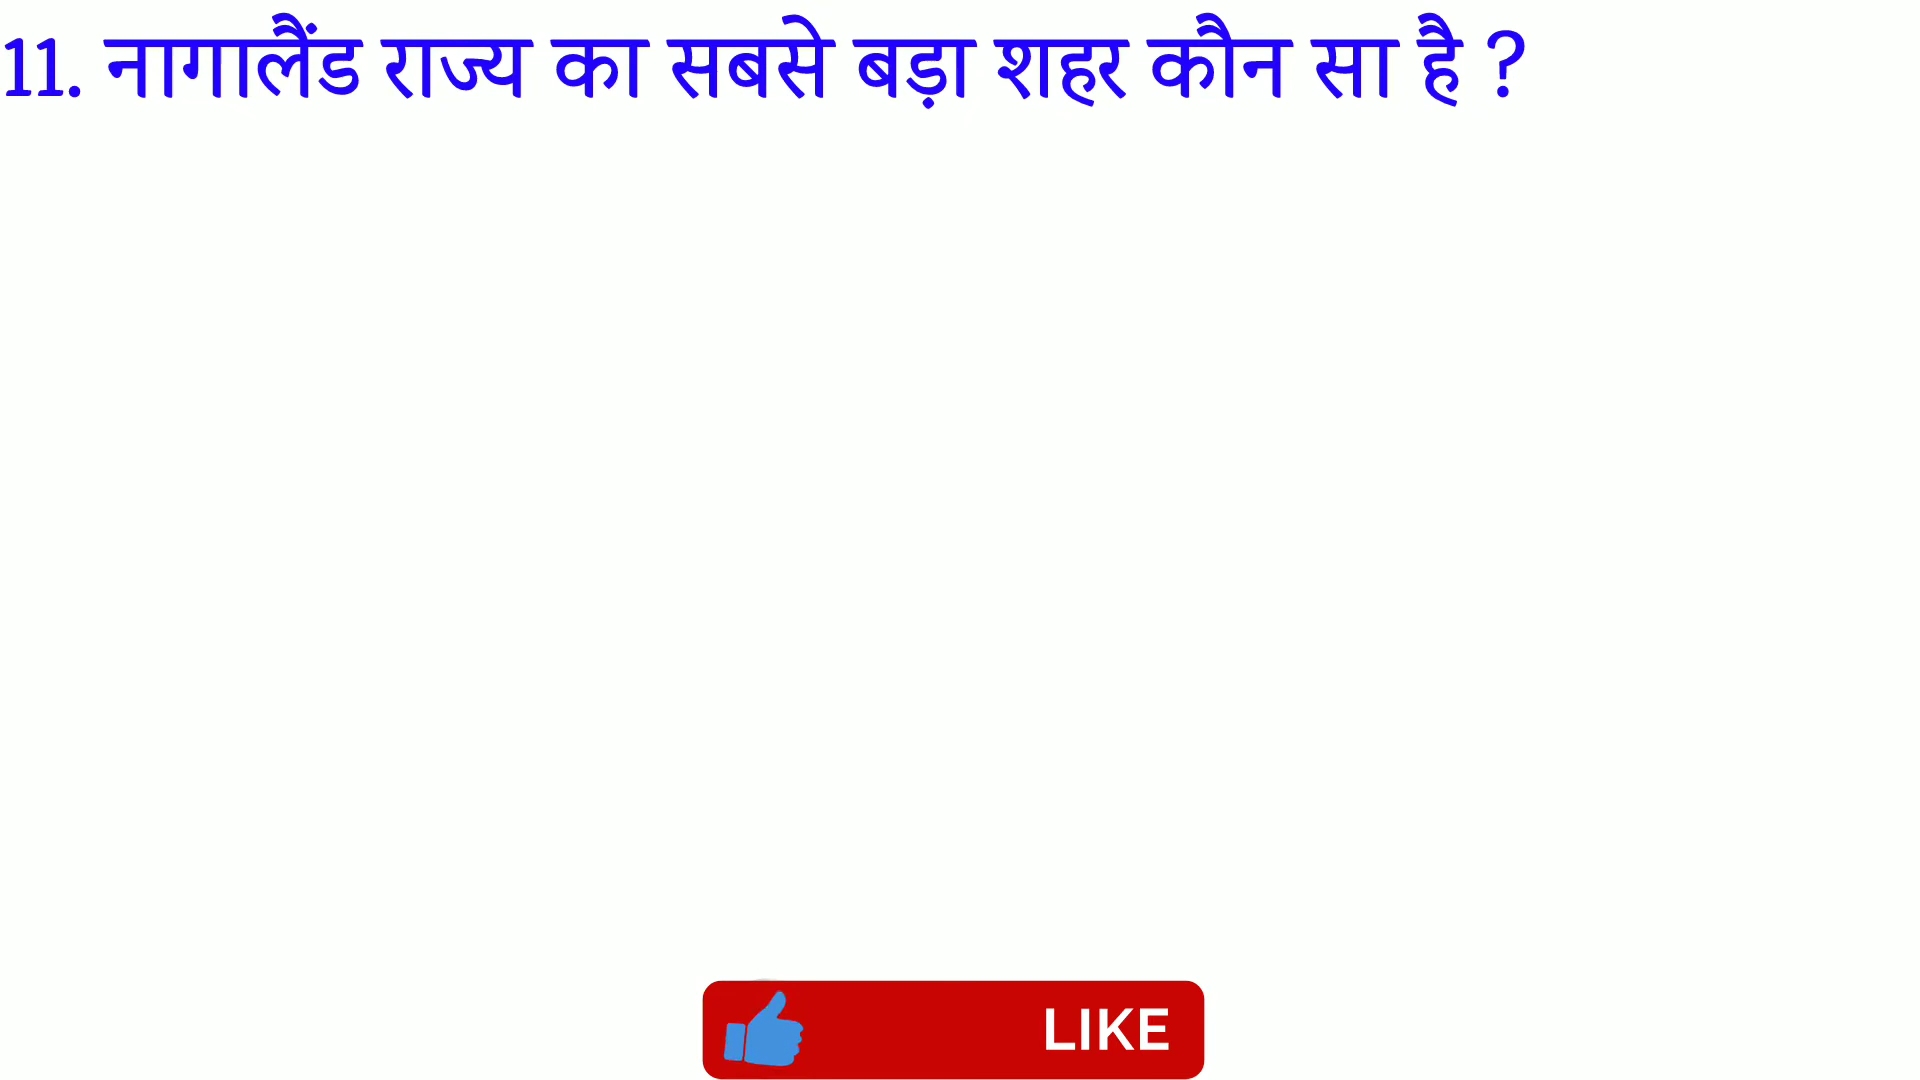 11. नागालैंड राज्य का सबसे बड़ा शहर कौन सा है ?
LIKE